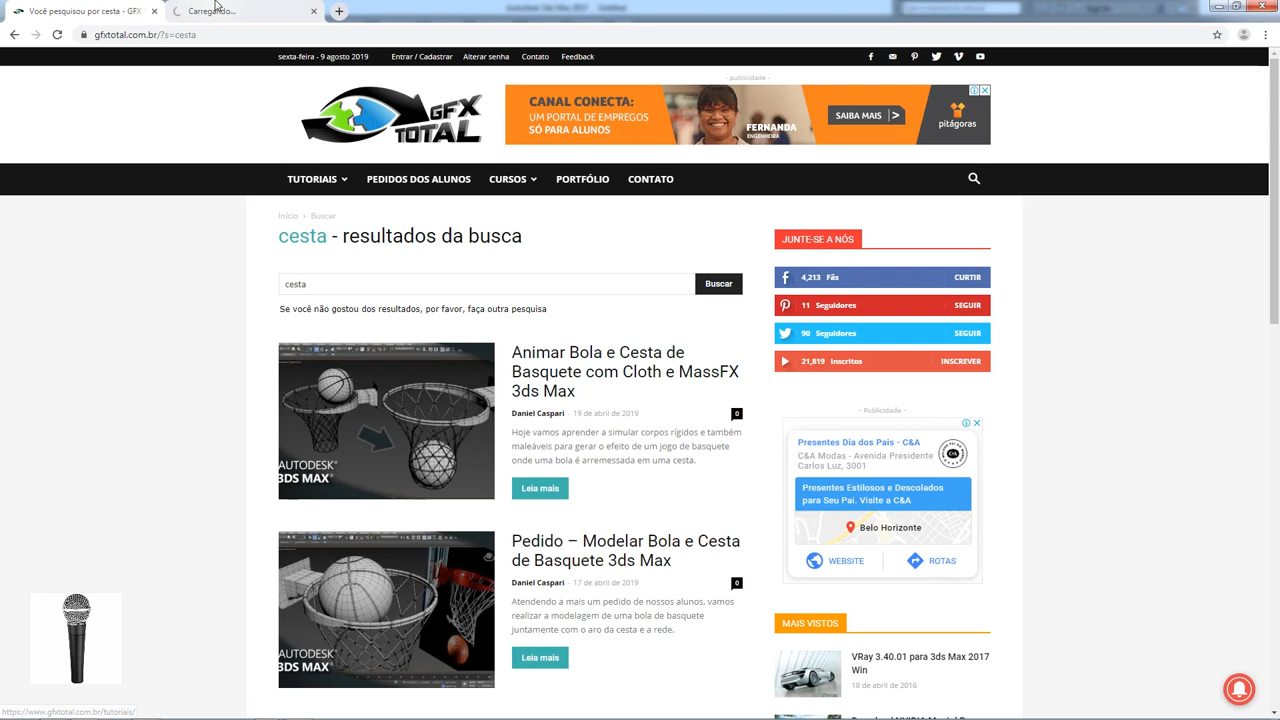 Você pesquisou por cesta - GFX
Carregando...
gfxtotal.com.br/?s=cesta
sexta-feira - 9 agosto 2019
Entrar / Cadastrar
Alterar senha
Contato
Feedback
- publicidade -
GFX
TOTAL
CANAL CONECTA:
UM PORTAL DE EMPREGOS
SÓ PARA ALUNOS
FERNANDA
ENGENHEIRA
SAIBA MAIS >
pitágoras
TUTORIAIS
PEDIDOS DOS ALUNOS
CURSOS
PORTFÓLIO
CONTATO
Início › Buscar
cesta - resultados da busca
cesta
Buscar
Se você não gostou dos resultados, por favor, faça outra pesquisa
Animar Bola e Cesta de
Basquete com Cloth e MassFX
3ds Max
Daniel Caspari - 19 de abril de 2019
0
Hoje vamos aprender a simular corpos rígidos e também
maleáveis para gerar o efeito de um jogo de basquete
onde uma bola é arremessada em uma cesta.
Leia mais
AUTODESK®
3DS MAX®
Pedido – Modelar Bola e Cesta
de Basquete 3ds Max
Daniel Caspari - 17 de abril de 2019
0
Atendendo a mais um pedido de nossos alunos, vamos
realizar a modelagem de uma bola de basquete
juntamente com o aro da cesta e a rede.
Leia mais
AUTODESK®
3DS MAX®
JUNTE-SE A NÓS
4,213 Fãs
CURTIR
11 Seguidores
SEGUIR
90 Seguidores
SEGUIR
21,819 Inscritos
INSCREVER
- Publicidade -
Presentes Dia dos Pais - C&A
C&A Modas - Avenida Presidente
Carlos Luz, 3001
C&A
Presentes Estilosos e Descolados
para Seu Pai. Visite a C&A
Belo Horizonte
WEBSITE
ROTAS
MAIS VISTOS
VRay 3.40.01 para 3ds Max 2017
Win
18 de abril de 2016
https://www.gfxtotal.com.br/tutoriais/